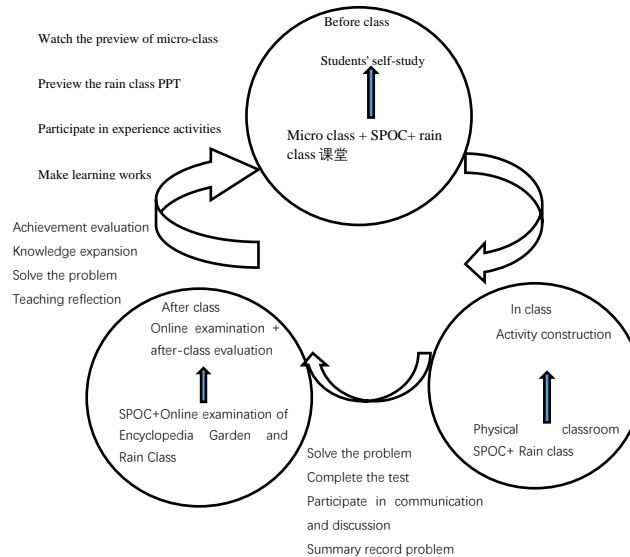 Before class
Students' self-study
Micro class + SPOC+ rain
class 课堂
Watch the preview of micro-class
Preview the rain class PPT
Participate in experience activities
Make learning works
Achievement evaluation
Knowledge expansion
Solve the problem
Teaching reflection
After class
Online examination +
after-class evaluation
SPOC+Online examination of
Encyclopedia Garden and
Rain Class
In class
Activity construction
Physical classroom
SPOC+ Rain class
Solve the problem
Complete the test
Participate in communication
and discussion
Summary record problem